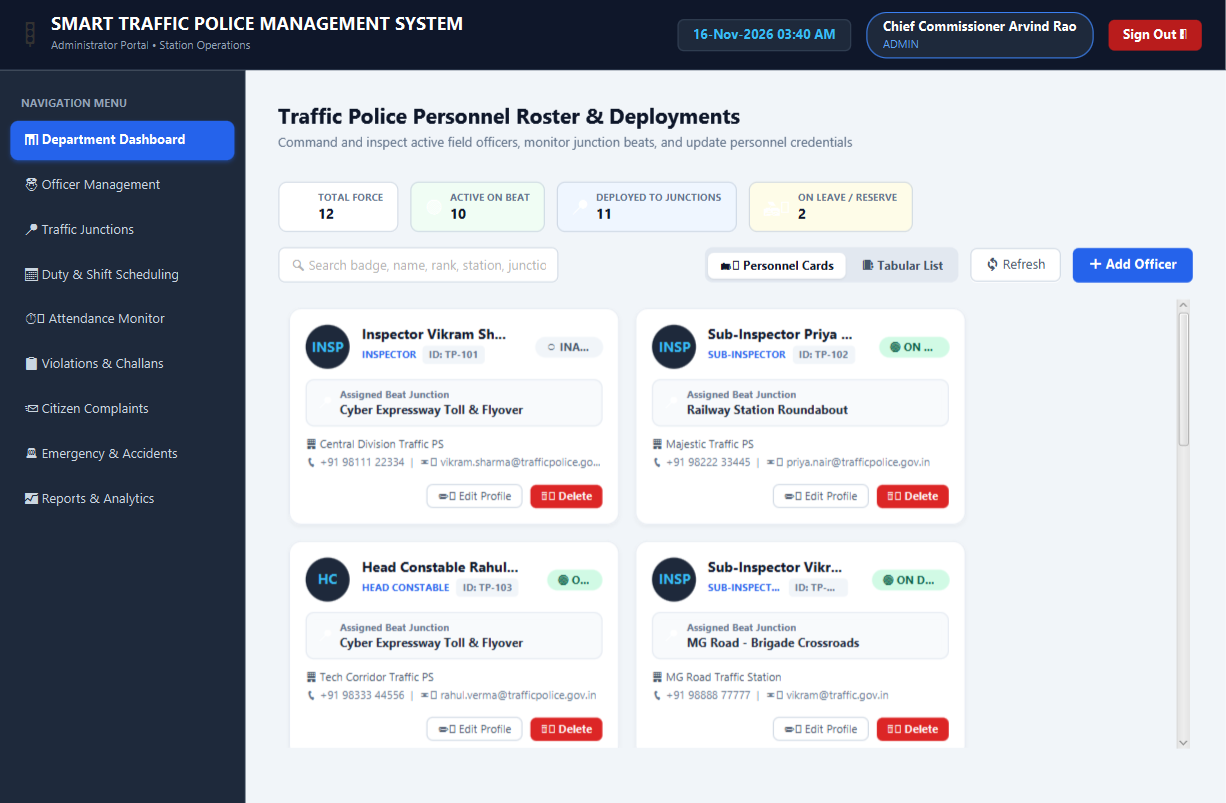 SMART TRAFFIC POLICE MANAGEMENT SYSTEM
Administrator Portal • Station Operations
16-Nov-2026 03:40 AM
Chief Commissioner Arvind Rao
ADMIN
Sign Out
NAVIGATION MENU
Department Dashboard
Officer Management
Traffic Junctions
Duty & Shift Scheduling
Attendance Monitor
Violations & Challans
Citizen Complaints
Emergency & Accidents
Reports & Analytics
Traffic Police Personnel Roster & Deployments
Command and inspect active field officers, monitor junction beats, and update personnel credentials
TOTAL FORCE
12
ACTIVE ON BEAT
10
DEPLOYED TO JUNCTIONS
11
ON LEAVE / RESERVE
2
Search badge, name, rank, station, junctio
Personnel Cards
Tabular List
Refresh
+ Add Officer
INSP
Inspector Vikram Sh...
INSPECTOR ID: TP-101
INA...
Assigned Beat Junction
Cyber Expressway Toll & Flyover
Central Division Traffic PS
+91 98111 22334 | vikram.sharma@trafficpolice.go...
Edit Profile
Delete
INSP
Sub-Inspector Priya ...
SUB-INSPECTOR ID: TP-102
ON ...
Assigned Beat Junction
Railway Station Roundabout
Majestic Traffic PS
+91 98222 33445 | priya.nair@trafficpolice.gov.in
Edit Profile
Delete
HC
Head Constable Rahul...
HEAD CONSTABLE ID: TP-103
O...
Assigned Beat Junction
Cyber Expressway Toll & Flyover
Tech Corridor Traffic PS
+91 98333 44556 | rahul.verma@trafficpolice.gov.in
Edit Profile
Delete
INSP
Sub-Inspector Vikr...
SUB-INSPECT... ID: TP-...
ON D...
Assigned Beat Junction
MG Road - Brigade Crossroads
MG Road Traffic Station
+91 98888 77777 | vikram@traffic.gov.in
Edit Profile
Delete